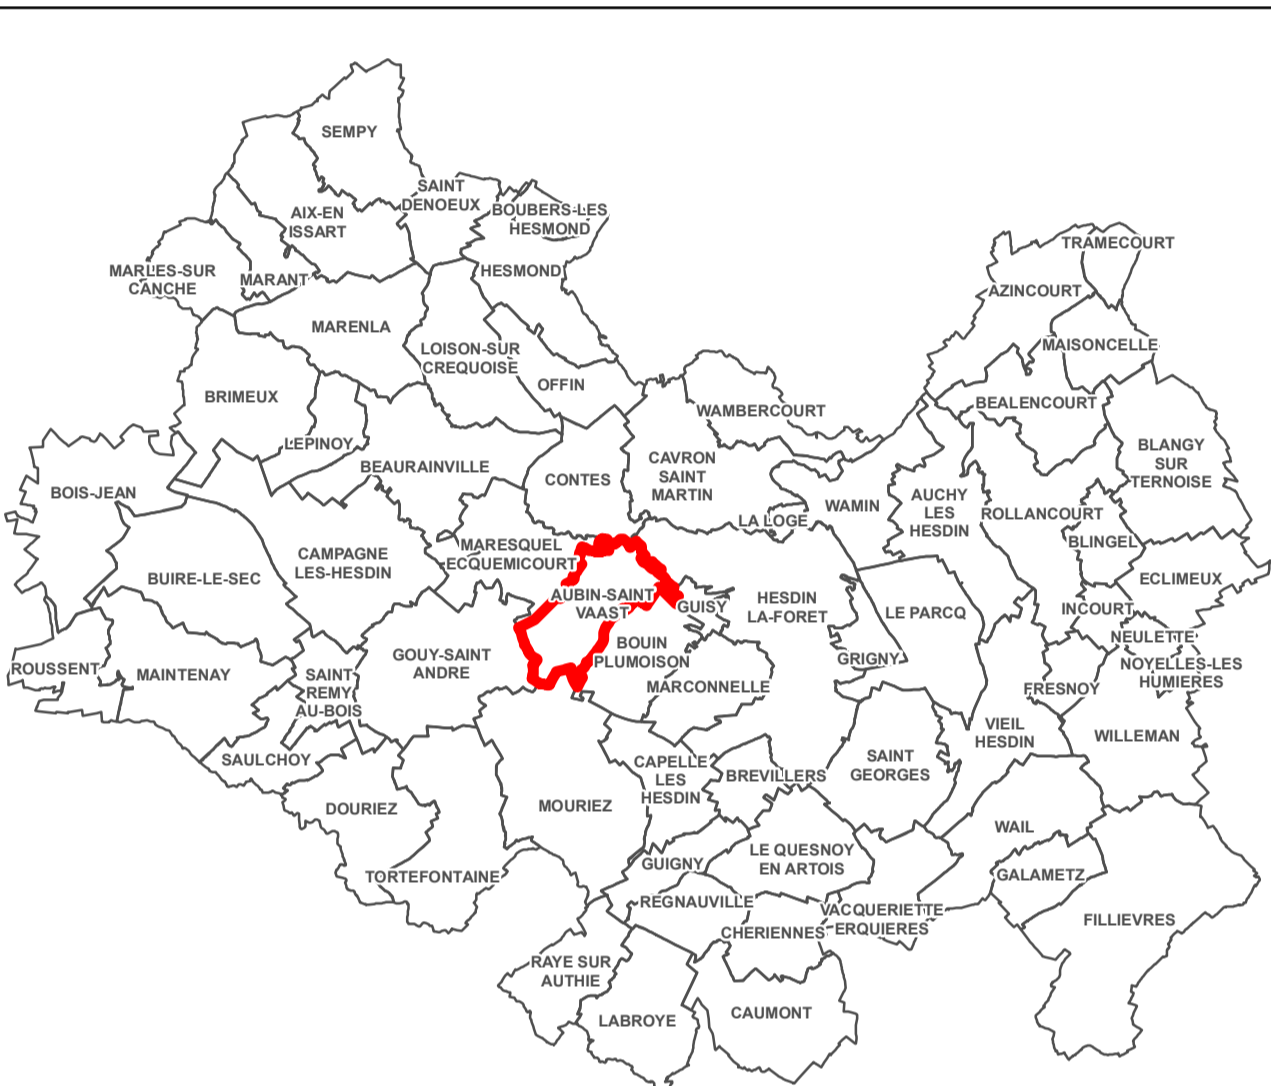 SEMPY
SAINT
DENOEUX
AIX-EN
ISSART
BOUBERS-LES
HESMOND
TRAMECOURT
MARLES-SUR
CANCHE
MARANT
HESMOND
AZINCOURT
MARENLA
LOISON-SUR
CREQUOISE
MAISONCELLE
OFFIN
BRIMEUX
WAMBERCOURT
BEALENCOURT
LEPINOY
BEAURAINVILLE
CONTES
CAVRON
SAINT
MARTIN
BLANGY
SUR
TERNOISE
BOIS-JEAN
LA LOGE
WAMIN
AUCHY
LES
HESDIN
ROLLANCOURT
BLINGEL
MARESQUEL
ECQUEMICOURT
CAMPAGNE
LES-HESDIN
BUIRE-LE-SEC
ECLIMEUX
AUBIN-SAINT
VAAST
GUISY
HESDIN
LA-FORET
LE PARCQ
INCOURT
NEULETTE
ROUSSENT
MAINTENAY
SAINT
REMY
AU-BOIS
GOUY-SAINT
ANDRE
BOUIN
PLUMOISON
MARCONNELLE
GRIGNY
FRESNOY
NOYELLES-LES
HUMIERES
SAULCHOY
VIEIL
HESDIN
WILLEMAN
CAPELLE
LES
HESDIN
BREVILLERS
SAINT
GEORGES
DOURIEZ
MOURIEZ
WAIL
GUIGNY
LE QUESNOY
EN ARTOIS
TORTEFONTAINE
GALAMETZ
REGNAUVILLE
CHERIENNES
VACQUERIETTE
ERQUIERES
FILLIEVRES
RAYE SUR
AUTHIE
LABROYE
CAUMONT